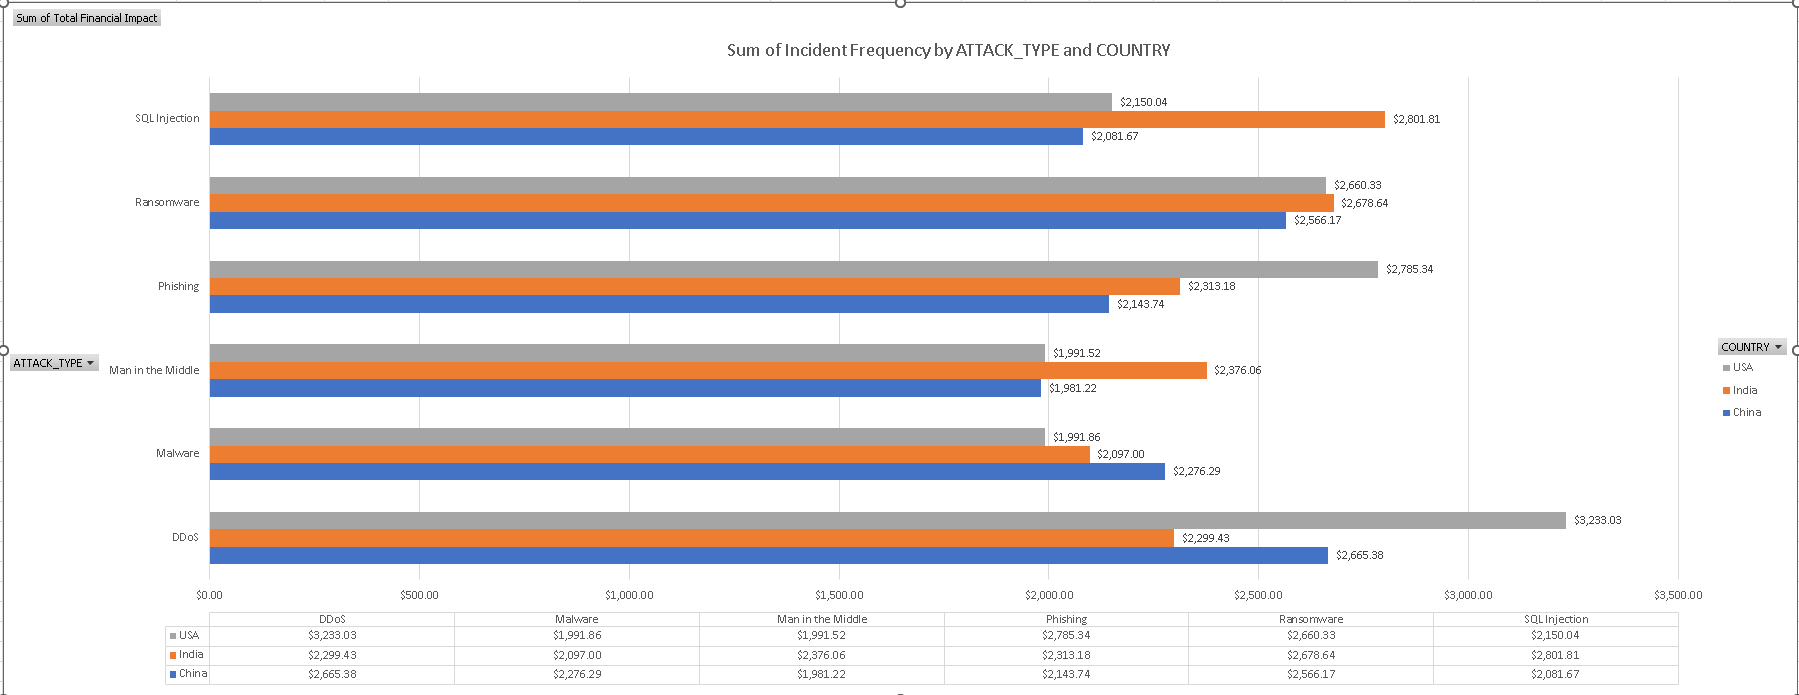 Sum of Total Financial Impact
Sum of Incident Frequency by ATTACK_TYPE and COUNTRY
SQL Injection
$2,150.04
$2,801.81
$2,081.67
Ransomware
$2,660.33
$2,678.64
$2,566.17
Phishing
$2,785.34
$2,313.18
$2,143.74
ATTACK_TYPE
Man in the Middle
$1,991.52
$2,376.06
$1,981.22
Malware
$1,991.86
$2,097.00
$2,276.29
DDoS
$3,233.03
$2,299.43
$2,665.38
COUNTRY
USA
India
China
$0.00 $500.00 $1,000.00 $1,500.00 $2,000.00 $2,500.00 $3,000.00 $3,500.00
DDoS Malware Man in the Middle Phishing Ransomware SQL Injection
USA $3,233.03 $1,991.86 $1,991.52 $2,785.34 $2,660.33 $2,150.04
India $2,299.43 $2,097.00 $2,376.06 $2,313.18 $2,678.64 $2,801.81
China $2,665.38 $2,276.29 $1,981.22 $2,143.74 $2,566.17 $2,081.67